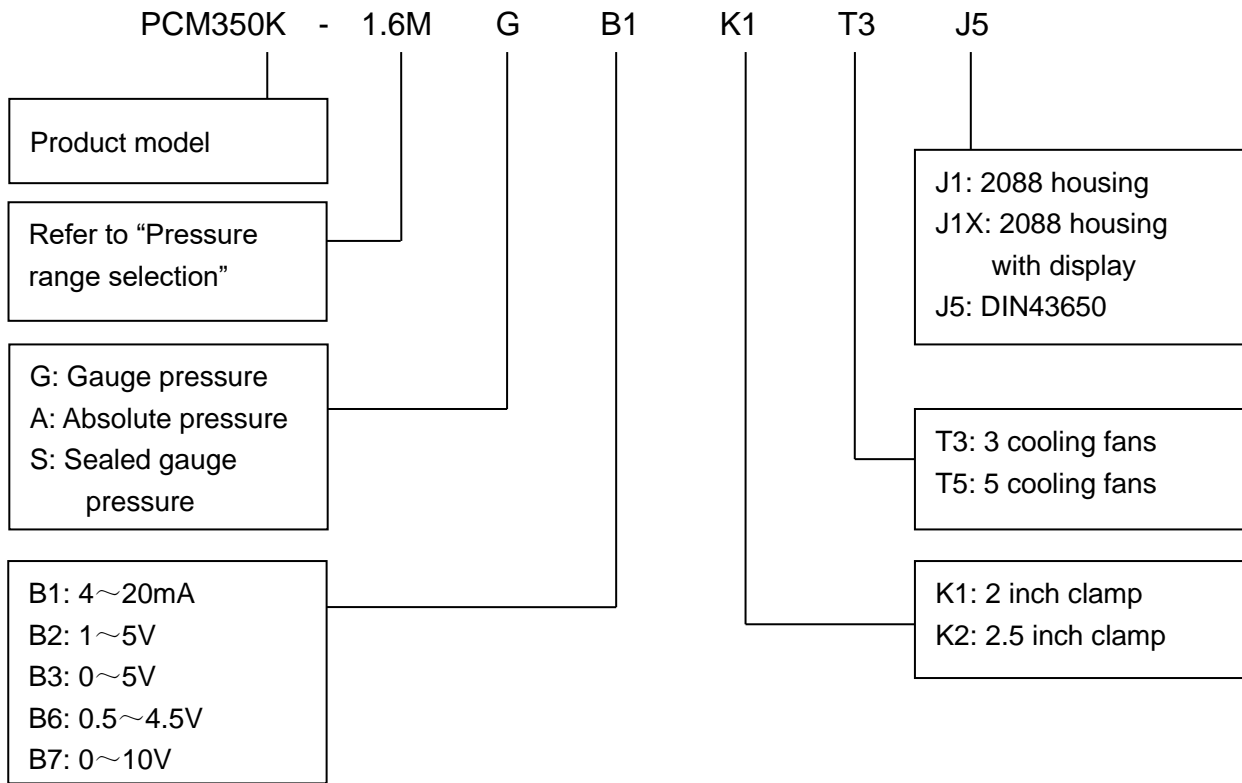 PCM350K - 1.6M G B1 K1 T3 J5
Product model
Refer to “Pressure
range selection”
G: Gauge pressure
A: Absolute pressure
S: Sealed gauge
pressure
B1: 4～20mA
B2: 1～5V
B3: 0～5V
B6: 0.5～4.5V
B7: 0～10V
J1: 2088 housing
J1X: 2088 housing
with display
J5: DIN43650
T3: 3 cooling fans
T5: 5 cooling fans
K1: 2 inch clamp
K2: 2.5 inch clamp